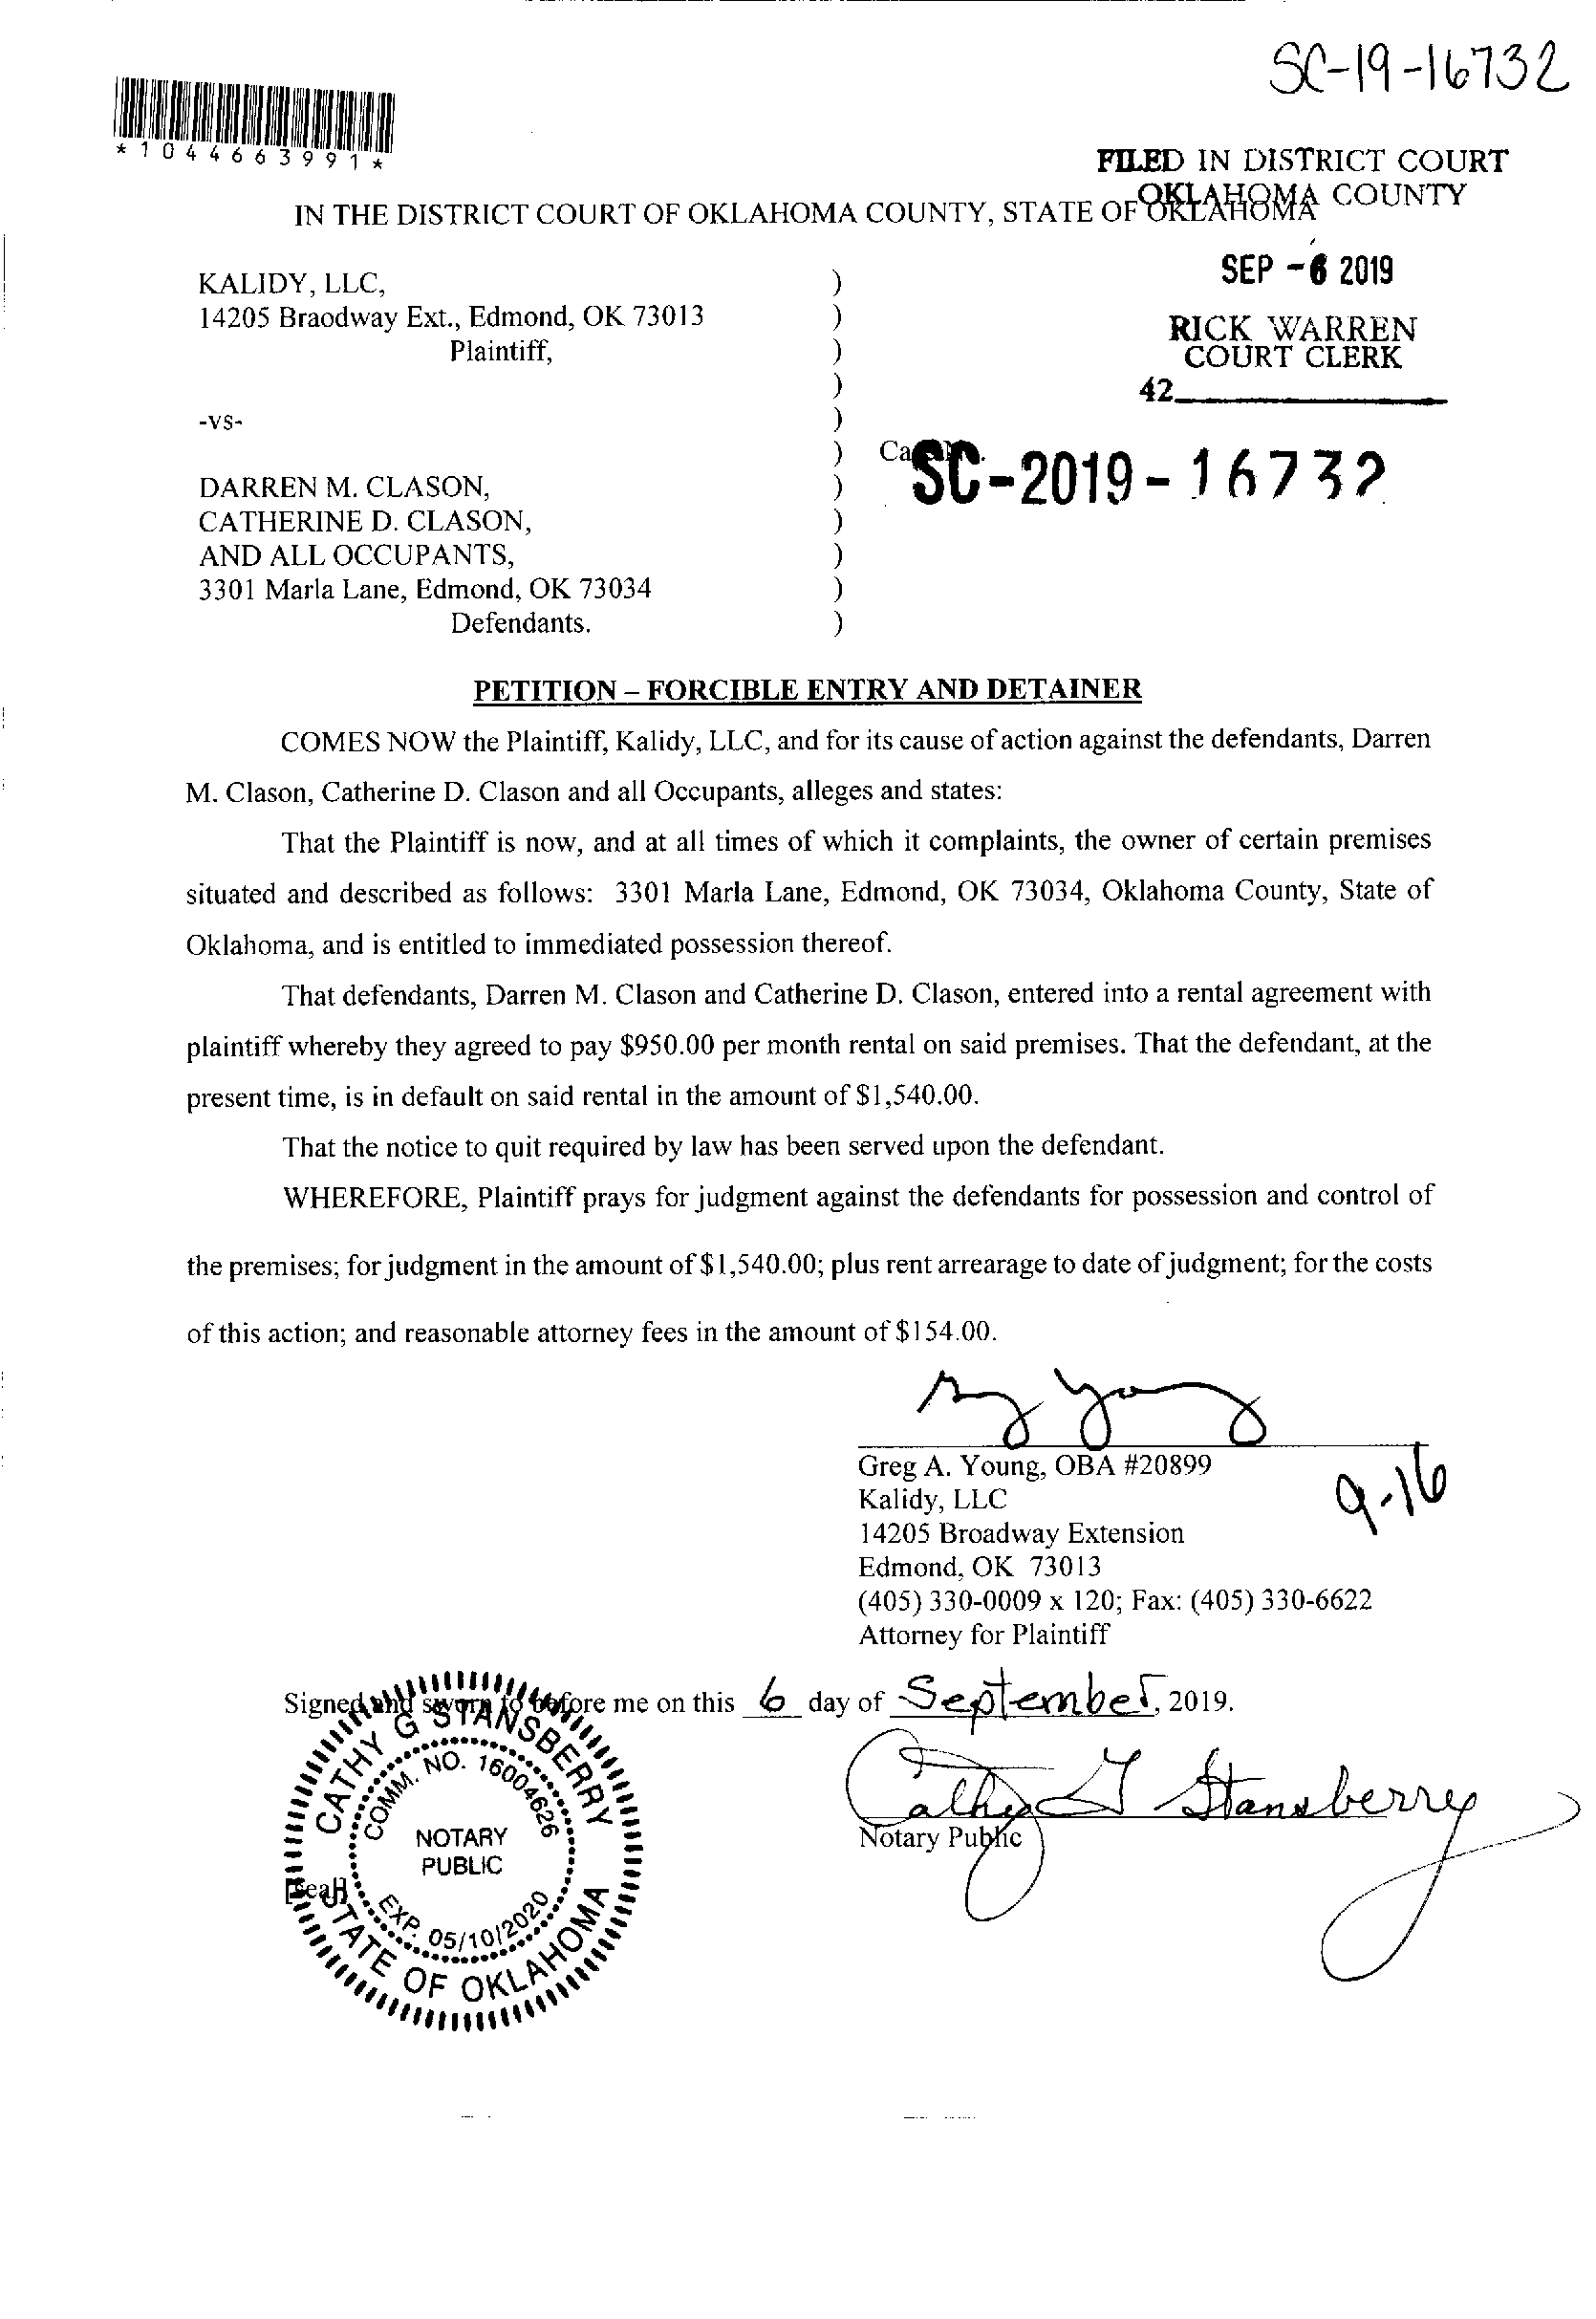 SC-19-16732
*1044663991*
FILED IN DISTRICT COURT
OKLAHOMA COUNTY
IN THE DISTRICT COURT OF OKLAHOMA COUNTY, STATE OF OKLAHOMA
SEP -6 2019
RICK WARREN
COURT CLERK
42
KALIDY, LLC, )
14205 Braodway Ext., Edmond, OK 73013 )
Plaintiff, )
)
-vs- )
) Case No. SC-2019-16732
DARREN M. CLASON, )
CATHERINE D. CLASON, )
AND ALL OCCUPANTS, )
3301 Marla Lane, Edmond, OK 73034 )
Defendants. )
PETITION – FORCIBLE ENTRY AND DETAINER
COMES NOW the Plaintiff, Kalidy, LLC, and for its cause of action against the defendants, Darren
M. Clason, Catherine D. Clason and all Occupants, alleges and states:
That the Plaintiff is now, and at all times of which it complaints, the owner of certain premises
situated and described as follows: 3301 Marla Lane, Edmond, OK 73034, Oklahoma County, State of
Oklahoma, and is entitled to immediated possession thereof.
That defendants, Darren M. Clason and Catherine D. Clason, entered into a rental agreement with
plaintiff whereby they agreed to pay $950.00 per month rental on said premises. That the defendant, at the
present time, is in default on said rental in the amount of $1,540.00.
That the notice to quit required by law has been served upon the defendant.
WHEREFORE, Plaintiff prays for judgment against the defendants for possession and control of
the premises; for judgment in the amount of $1,540.00; plus rent arrearage to date of judgment; for the costs
of this action; and reasonable attorney fees in the amount of $154.00.
Greg A. Young, OBA #20899
Kalidy, LLC
9-16
14205 Broadway Extension
Edmond, OK 73013
(405) 330-0009 x 120; Fax: (405) 330-6622
Attorney for Plaintiff
Signed and sworn to before me on this 6 day of September, 2019.
Cathy G Stansberry
Notary Public
[seal]
CATHY G STANSBERRY
COMM. NO. 16004626
NOTARY
PUBLIC
EXP. 05/10/2020
STATE OF OKLAHOMA